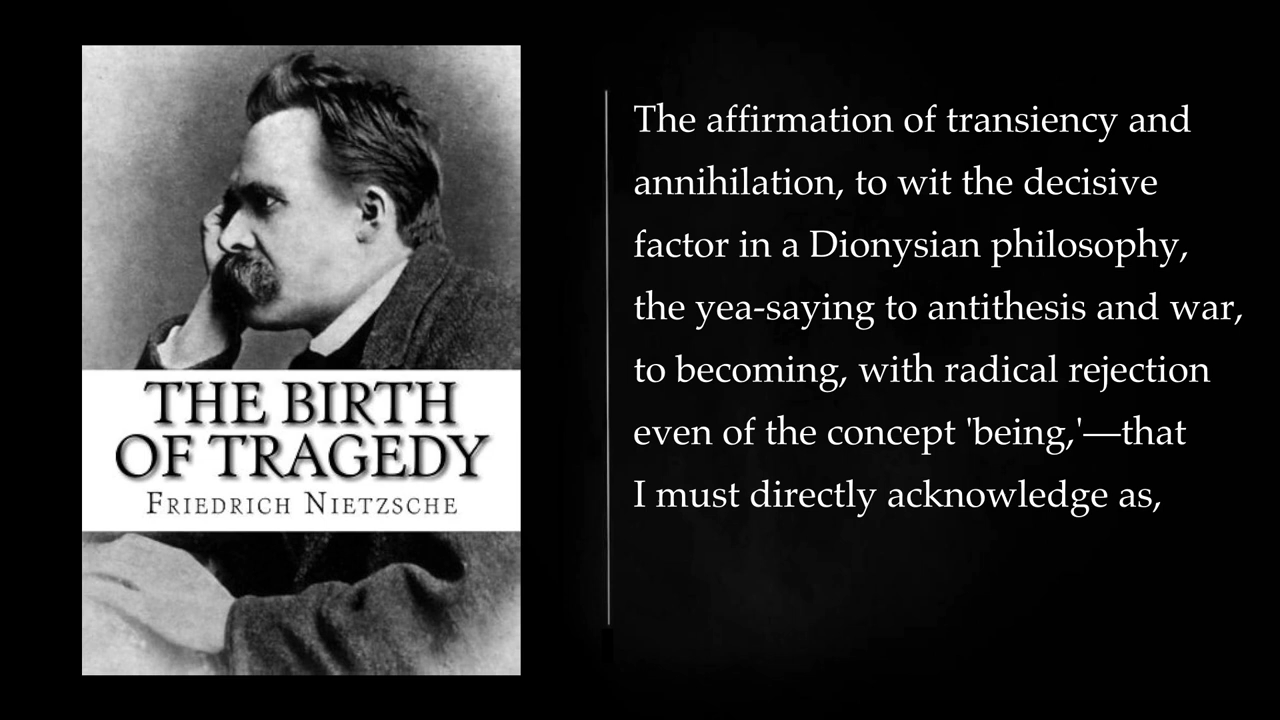 THE BIRTH
OF TRAGEDY
FRIEDRICH NIETZSCHE
The affirmation of transiency and
annihilation, to wit the decisive
factor in a Dionysian philosophy,
the yea-saying to antithesis and war,
to becoming, with radical rejection
even of the concept 'being,'—that
I must directly acknowledge as,